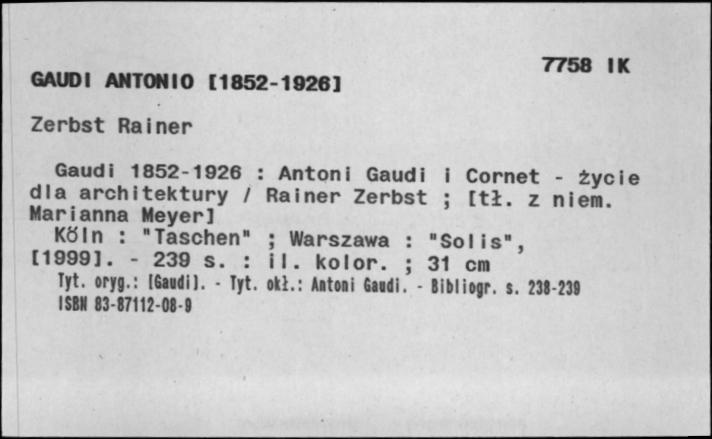 7758 IK
GAUDI ANTONIO [1852-1926]
Zerbst Rainer
Gaudi 1852-1926 : Antoni Gaudi i Cornet - życie
dla architektury / Rainer Zerbst ; [tł. z niem.
Marianna Meyer]
Köln : "Taschen" ; Warszawa : "Solis",
[1999]. - 239 s. : il. kolor. ; 31 cm
Tyt. oryg.: [Gaudi]. - Tyt. okł.: Antoni Gaudi. - Bibliogr. s. 238-239
ISBN 83-87112-08-9